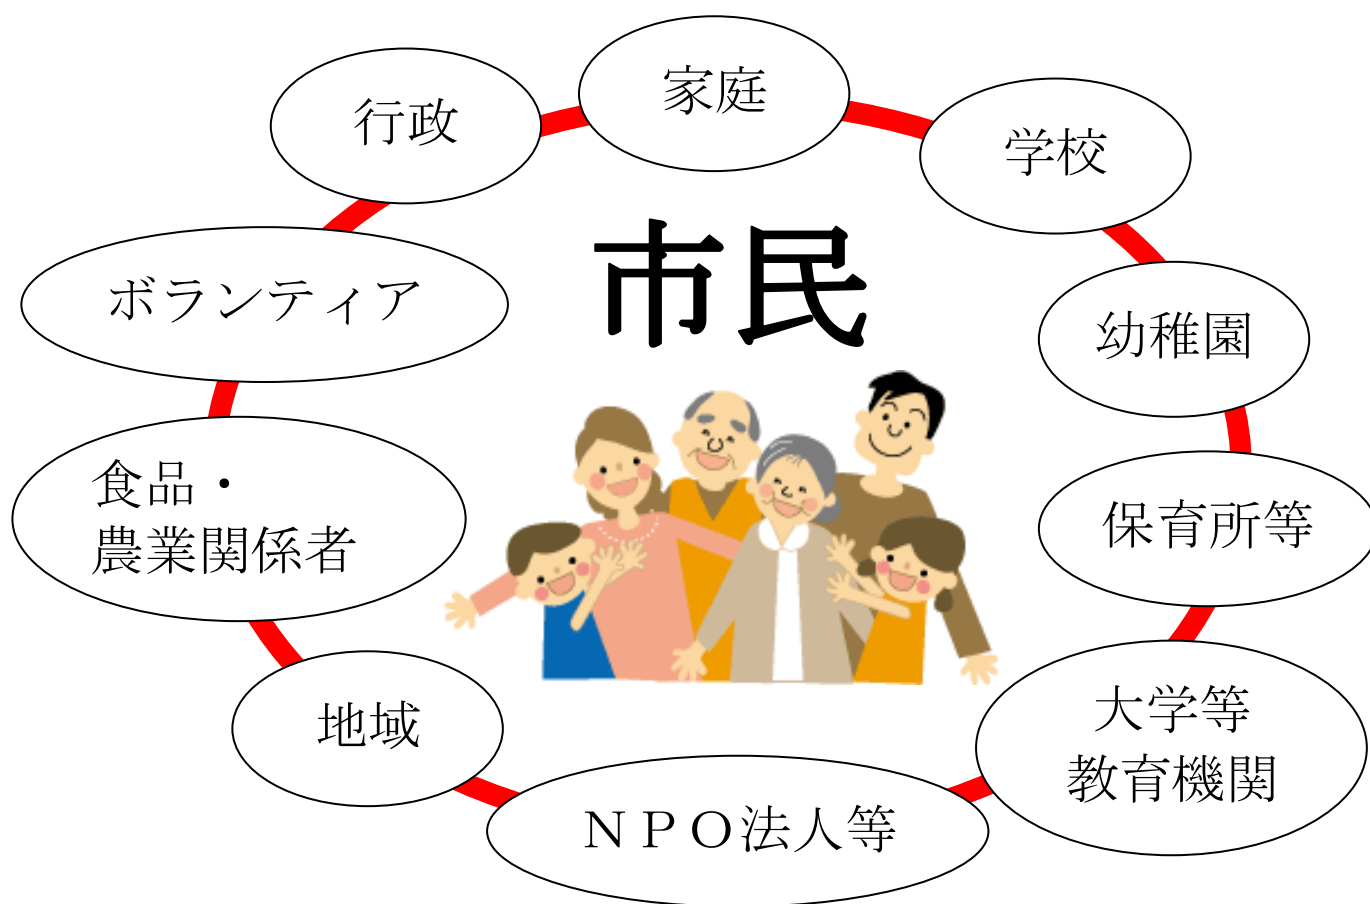 家庭
行政
学校
市民
ボランティア
幼稚園
食品・
農業関係者
保育所等
地域
大学等
教育機関
ＮＰＯ法人等